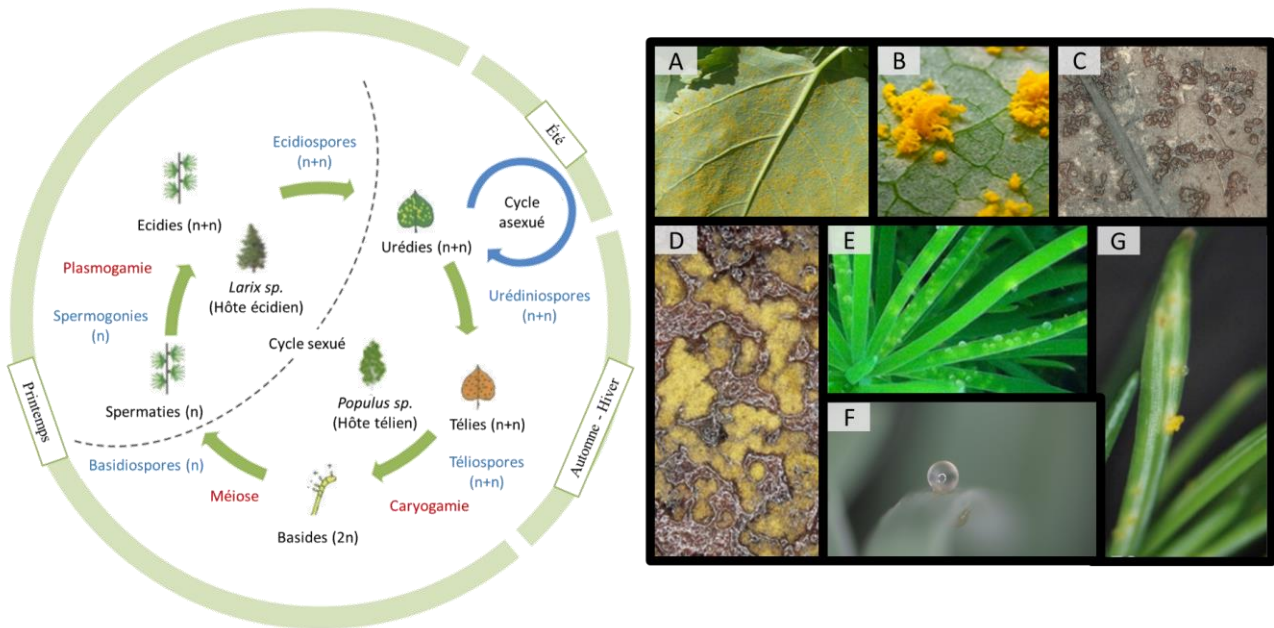 Été
Ecidiospores
(n+n)
Cycle
asexué
Ecidies (n+n)
Urédies (n+n)
Plasmogamie
Larix sp.
(Hôte écidien)
Urédiniospores
(n+n)
Spermogonies
(n)
Cycle sexué
Printemps
Spermaties (n)
Populus sp.
(Hôte télien)
Télies (n+n)
Automne - Hiver
Basidiospores (n)
Téliospores
(n+n)
Méiose
Caryogamie
Basides (2n)
A
B
C
D
E
F
G